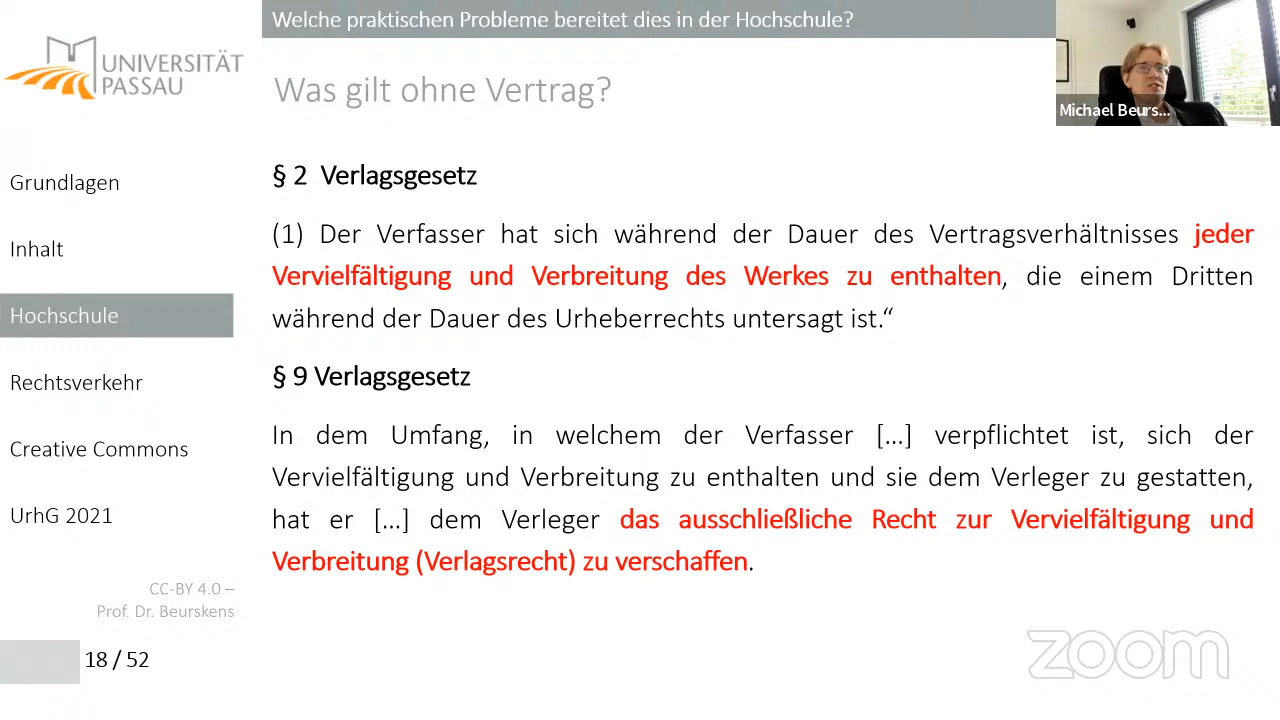 Welche praktischen Probleme bereitet dies in der Hochschule?
UNIVERSITÄT
PASSAU
Was gilt ohne Vertrag?
Michael Beurs...
Grundlagen
Inhalt
Hochschule
Rechtsverkehr
Creative Commons
UrhG 2021
CC-BY 4.0 –
Prof. Dr. Beurskens
18 / 52
§ 2 Verlagsgesetz
(1) Der Verfasser hat sich während der Dauer des Vertragsverhältnisses jeder
Vervielfältigung und Verbreitung des Werkes zu enthalten, die einem Dritten
während der Dauer des Urheberrechts untersagt ist.“
§ 9 Verlagsgesetz
In dem Umfang, in welchem der Verfasser […] verpflichtet ist, sich der
Vervielfältigung und Verbreitung zu enthalten und sie dem Verleger zu gestatten,
hat er […] dem Verleger das ausschließliche Recht zur Vervielfältigung und
Verbreitung (Verlagsrecht) zu verschaffen.
zoom